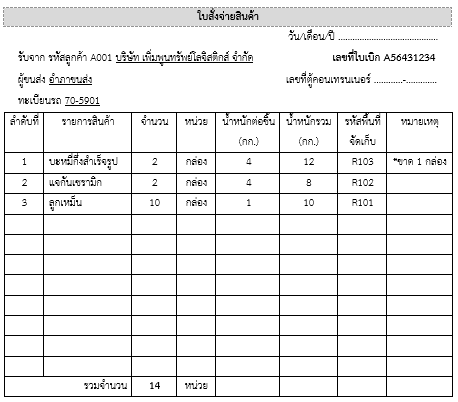 ใบสั่งจ่ายสินค้า
วัน/เดือน/ปี ......................................
รับจาก รหัสลูกค้า A001 บริษัท เพิ่มพูนทรัพย์โลจิสติกส์ จำกัด เลขที่ใบเบิก A56431234
ผู้ขนส่ง อำภาขนส่ง เลขที่ตู้คอนเทรนเนอร์ ...........-............
ทะเบียนรถ 70-5901
ลำดับที่ รายการสินค้า จำนวน หน่วย น้ำหนักต่อชิ้น (กก.) น้ำหนักรวม (กก.) รหัสพื้นที่จัดเก็บ หมายเหตุ
1 บะหมี่กึ่งสำเร็จรูป 2 กล่อง 4 12 R103 *ขาด 1 กล่อง
2 แจกันเซรามิก 2 กล่อง 4 8 R102
3 ลูกเหม็น 10 กล่อง 1 10 R101
รวมจำนวน 14 หน่วย